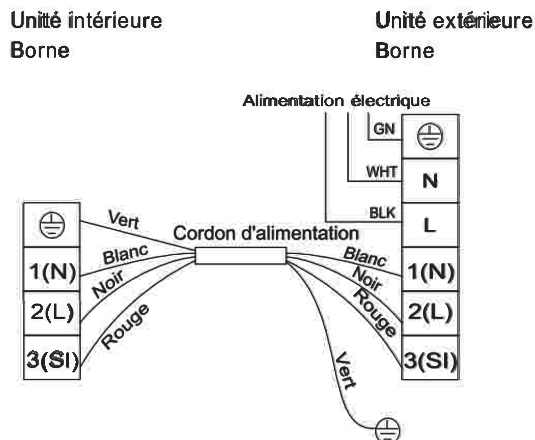 Unité intérieure
Borne
Unité extérieure
Borne
Alimentation électrique
GN
WHT
N
BLK
L
Vert
Cordon d'alimentation
1(N)
Blanc
Blanc
1(N)
2(L)
Noir
Noir
2(L)
3(SI)
Rouge
Rouge
3(SI)
Vert